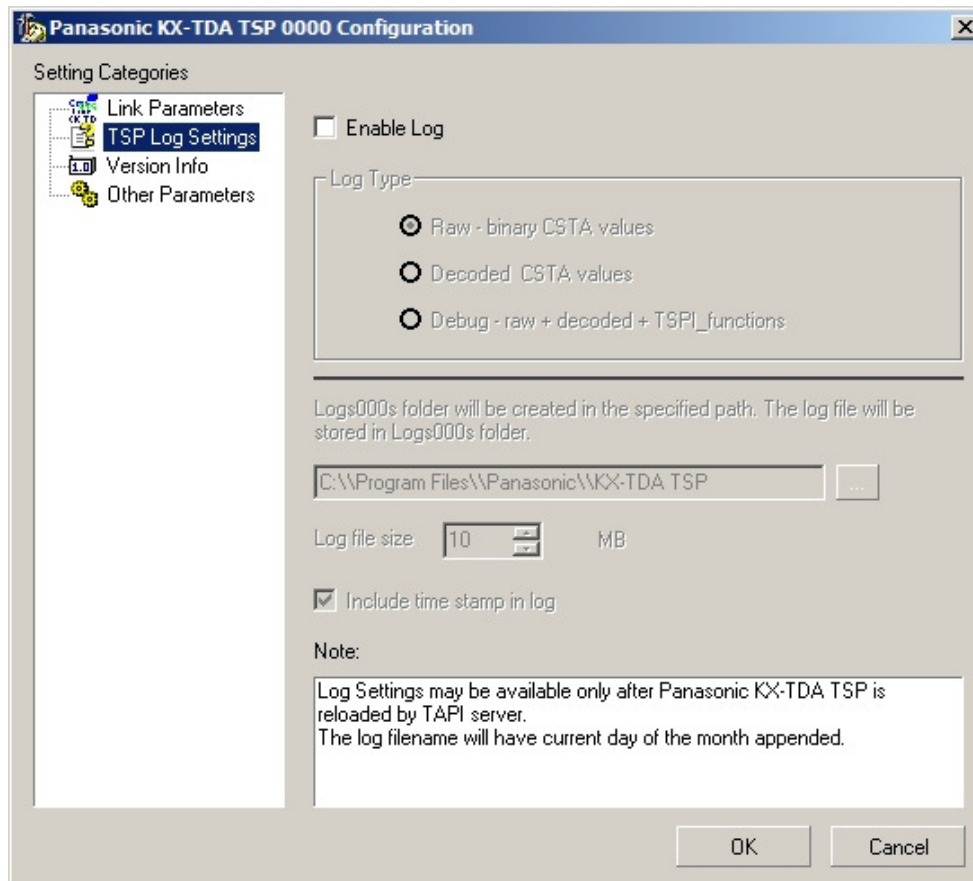 Panasonic KX-TDA TSP 0000 Configuration
Setting Categories
Link Parameters
TSP Log Settings
Version Info
Other Parameters
Enable Log
Log Type
Raw - binary CSTA values
Decoded CSTA values
Debug - raw + decoded + TSPI_functions
Logs000s folder will be created in the specified path. The log file will be
stored in Logs000s folder.
C:\\Program Files\\Panasonic\\KX-TDA TSP
...
Log file size 10 MB
Include time stamp in log
Note:
Log Settings may be available only after Panasonic KX-TDA TSP is
reloaded by TAPI server.
The log filename will have current day of the month appended.
OK Cancel